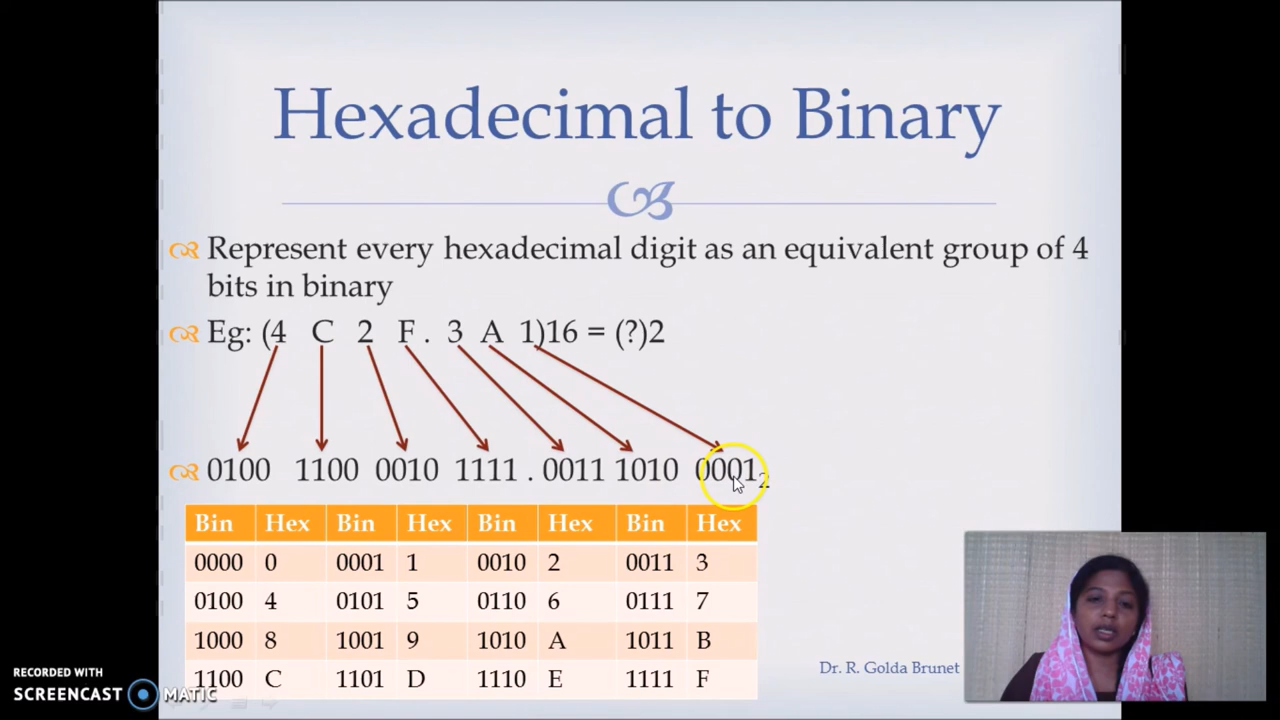 Hexadecimal to Binary
Represent every hexadecimal digit as an equivalent group of 4
bits in binary
Eg: (4 C 2 F . 3 A 1)16 = (?)2
0100 1100 0010 1111 . 0011 1010 0001₂
Bin Hex Bin Hex Bin Hex Bin Hex
0000 0 0001 1 0010 2 0011 3
0100 4 0101 5 0110 6 0111 7
1000 8 1001 9 1010 A 1011 B
1100 C 1101 D 1110 E 1111 F
Dr. R. Golda Brunet
RECORDED WITH
SCREENCAST MATIC